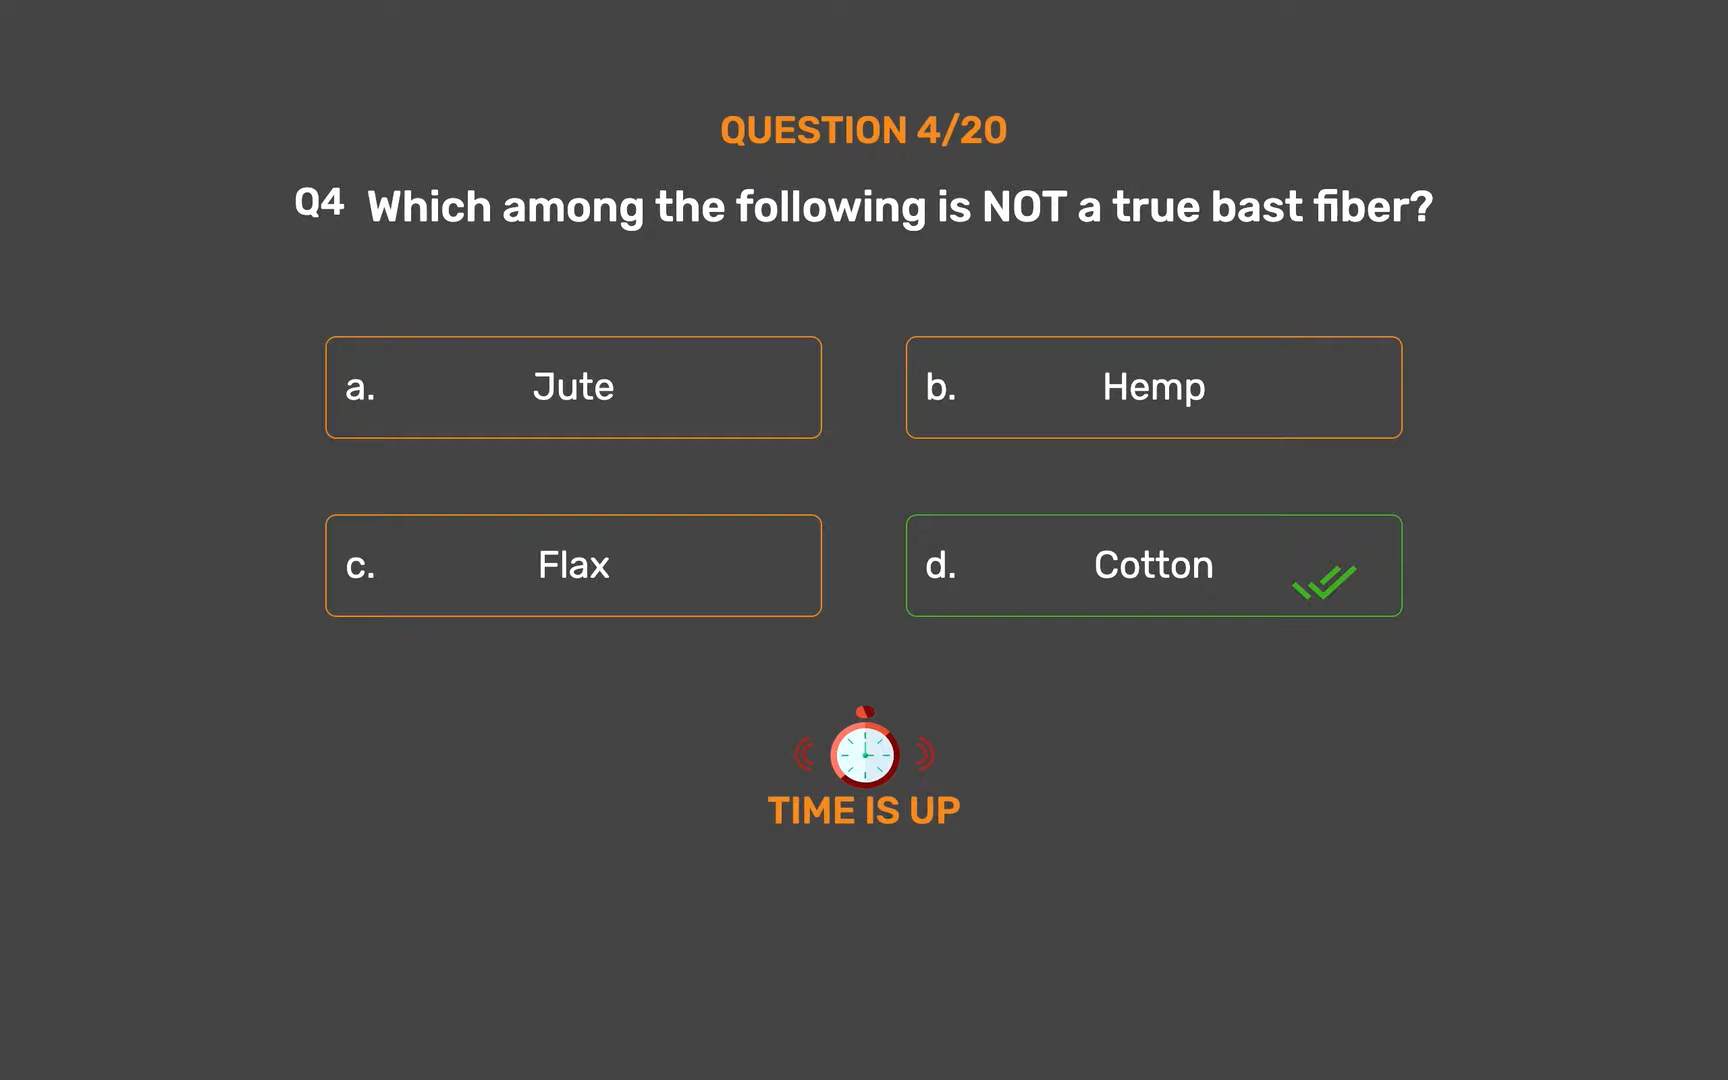 QUESTION 4/20
Q4 Which among the following is NOT a true bast fiber?
a. Jute
b. Hemp
c. Flax
d. Cotton
TIME IS UP